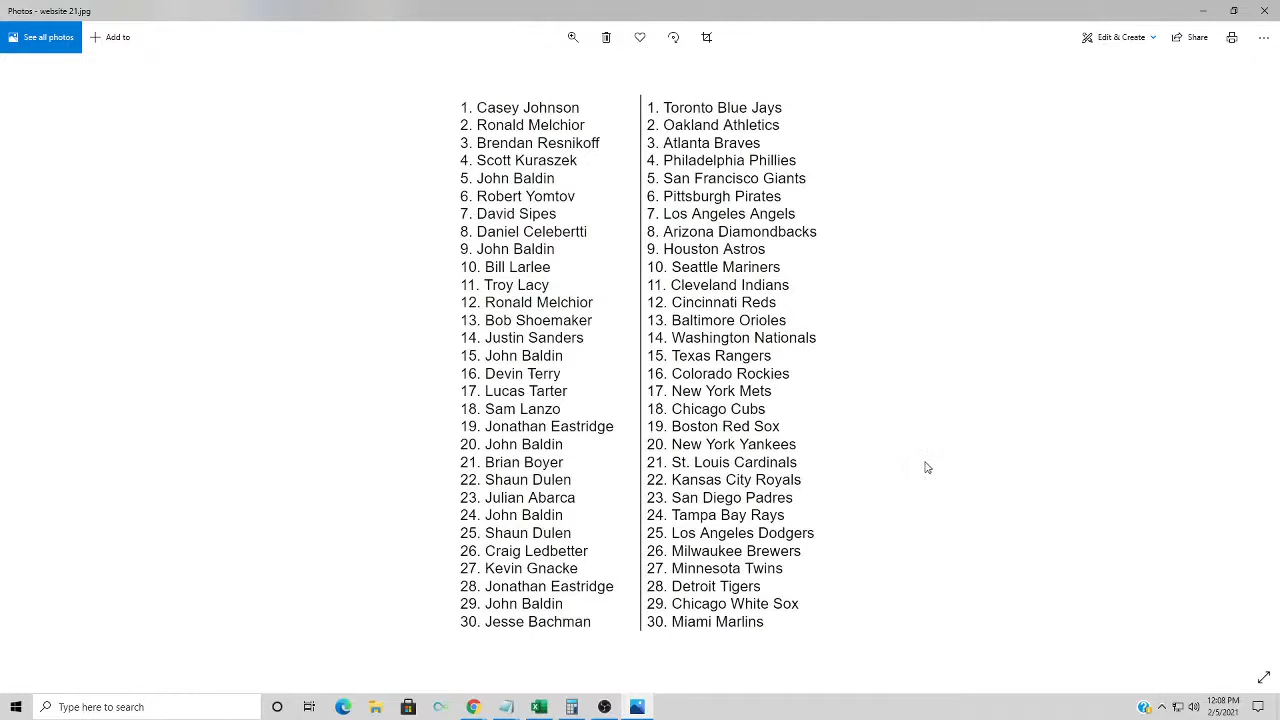 Photos - website 21.jpg
See all photos
Add to
Edit & Create
Share
1. Casey Johnson
2. Ronald Melchior
3. Brendan Resnikoff
4. Scott Kuraszek
5. John Baldin
6. Robert Yomtov
7. David Sipes
8. Daniel Celebertti
9. John Baldin
10. Bill Larlee
11. Troy Lacy
12. Ronald Melchior
13. Bob Shoemaker
14. Justin Sanders
15. John Baldin
16. Devin Terry
17. Lucas Tarter
18. Sam Lanzo
19. Jonathan Eastridge
20. John Baldin
21. Brian Boyer
22. Shaun Dulen
23. Julian Abarca
24. John Baldin
25. Shaun Dulen
26. Craig Ledbetter
27. Kevin Gnacke
28. Jonathan Eastridge
29. John Baldin
30. Jesse Bachman
1. Toronto Blue Jays
2. Oakland Athletics
3. Atlanta Braves
4. Philadelphia Phillies
5. San Francisco Giants
6. Pittsburgh Pirates
7. Los Angeles Angels
8. Arizona Diamondbacks
9. Houston Astros
10. Seattle Mariners
11. Cleveland Indians
12. Cincinnati Reds
13. Baltimore Orioles
14. Washington Nationals
15. Texas Rangers
16. Colorado Rockies
17. New York Mets
18. Chicago Cubs
19. Boston Red Sox
20. New York Yankees
21. St. Louis Cardinals
22. Kansas City Royals
23. San Diego Padres
24. Tampa Bay Rays
25. Los Angeles Dodgers
26. Milwaukee Brewers
27. Minnesota Twins
28. Detroit Tigers
29. Chicago White Sox
30. Miami Marlins
Type here to search
12:08 PM
2/5/2021